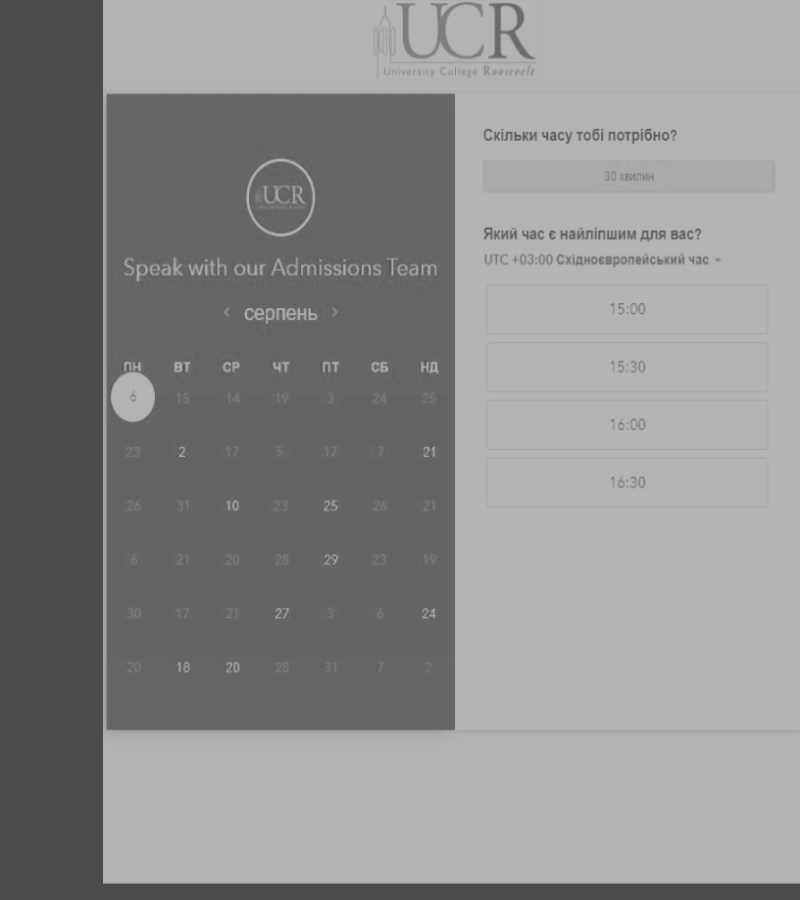 UCR
University College Roosevelt
UCR
Speak with our Admissions Team
‹ серпень ›
ПН ВТ СР ЧТ ПТ СБ НД
6 15 14 19 3 24 25
23 2 17 5 17 7 21
26 31 10 23 25 26 21
6 21 20 28 29 23 19
30 17 21 27 3 6 24
20 18 20 28 31 7 2
Скільки часу тобі потрібно?
30 хвилин
Який час є найліпшим для вас?
UTC +03:00 Східноєвропейський час
15:00
15:30
16:00
16:30